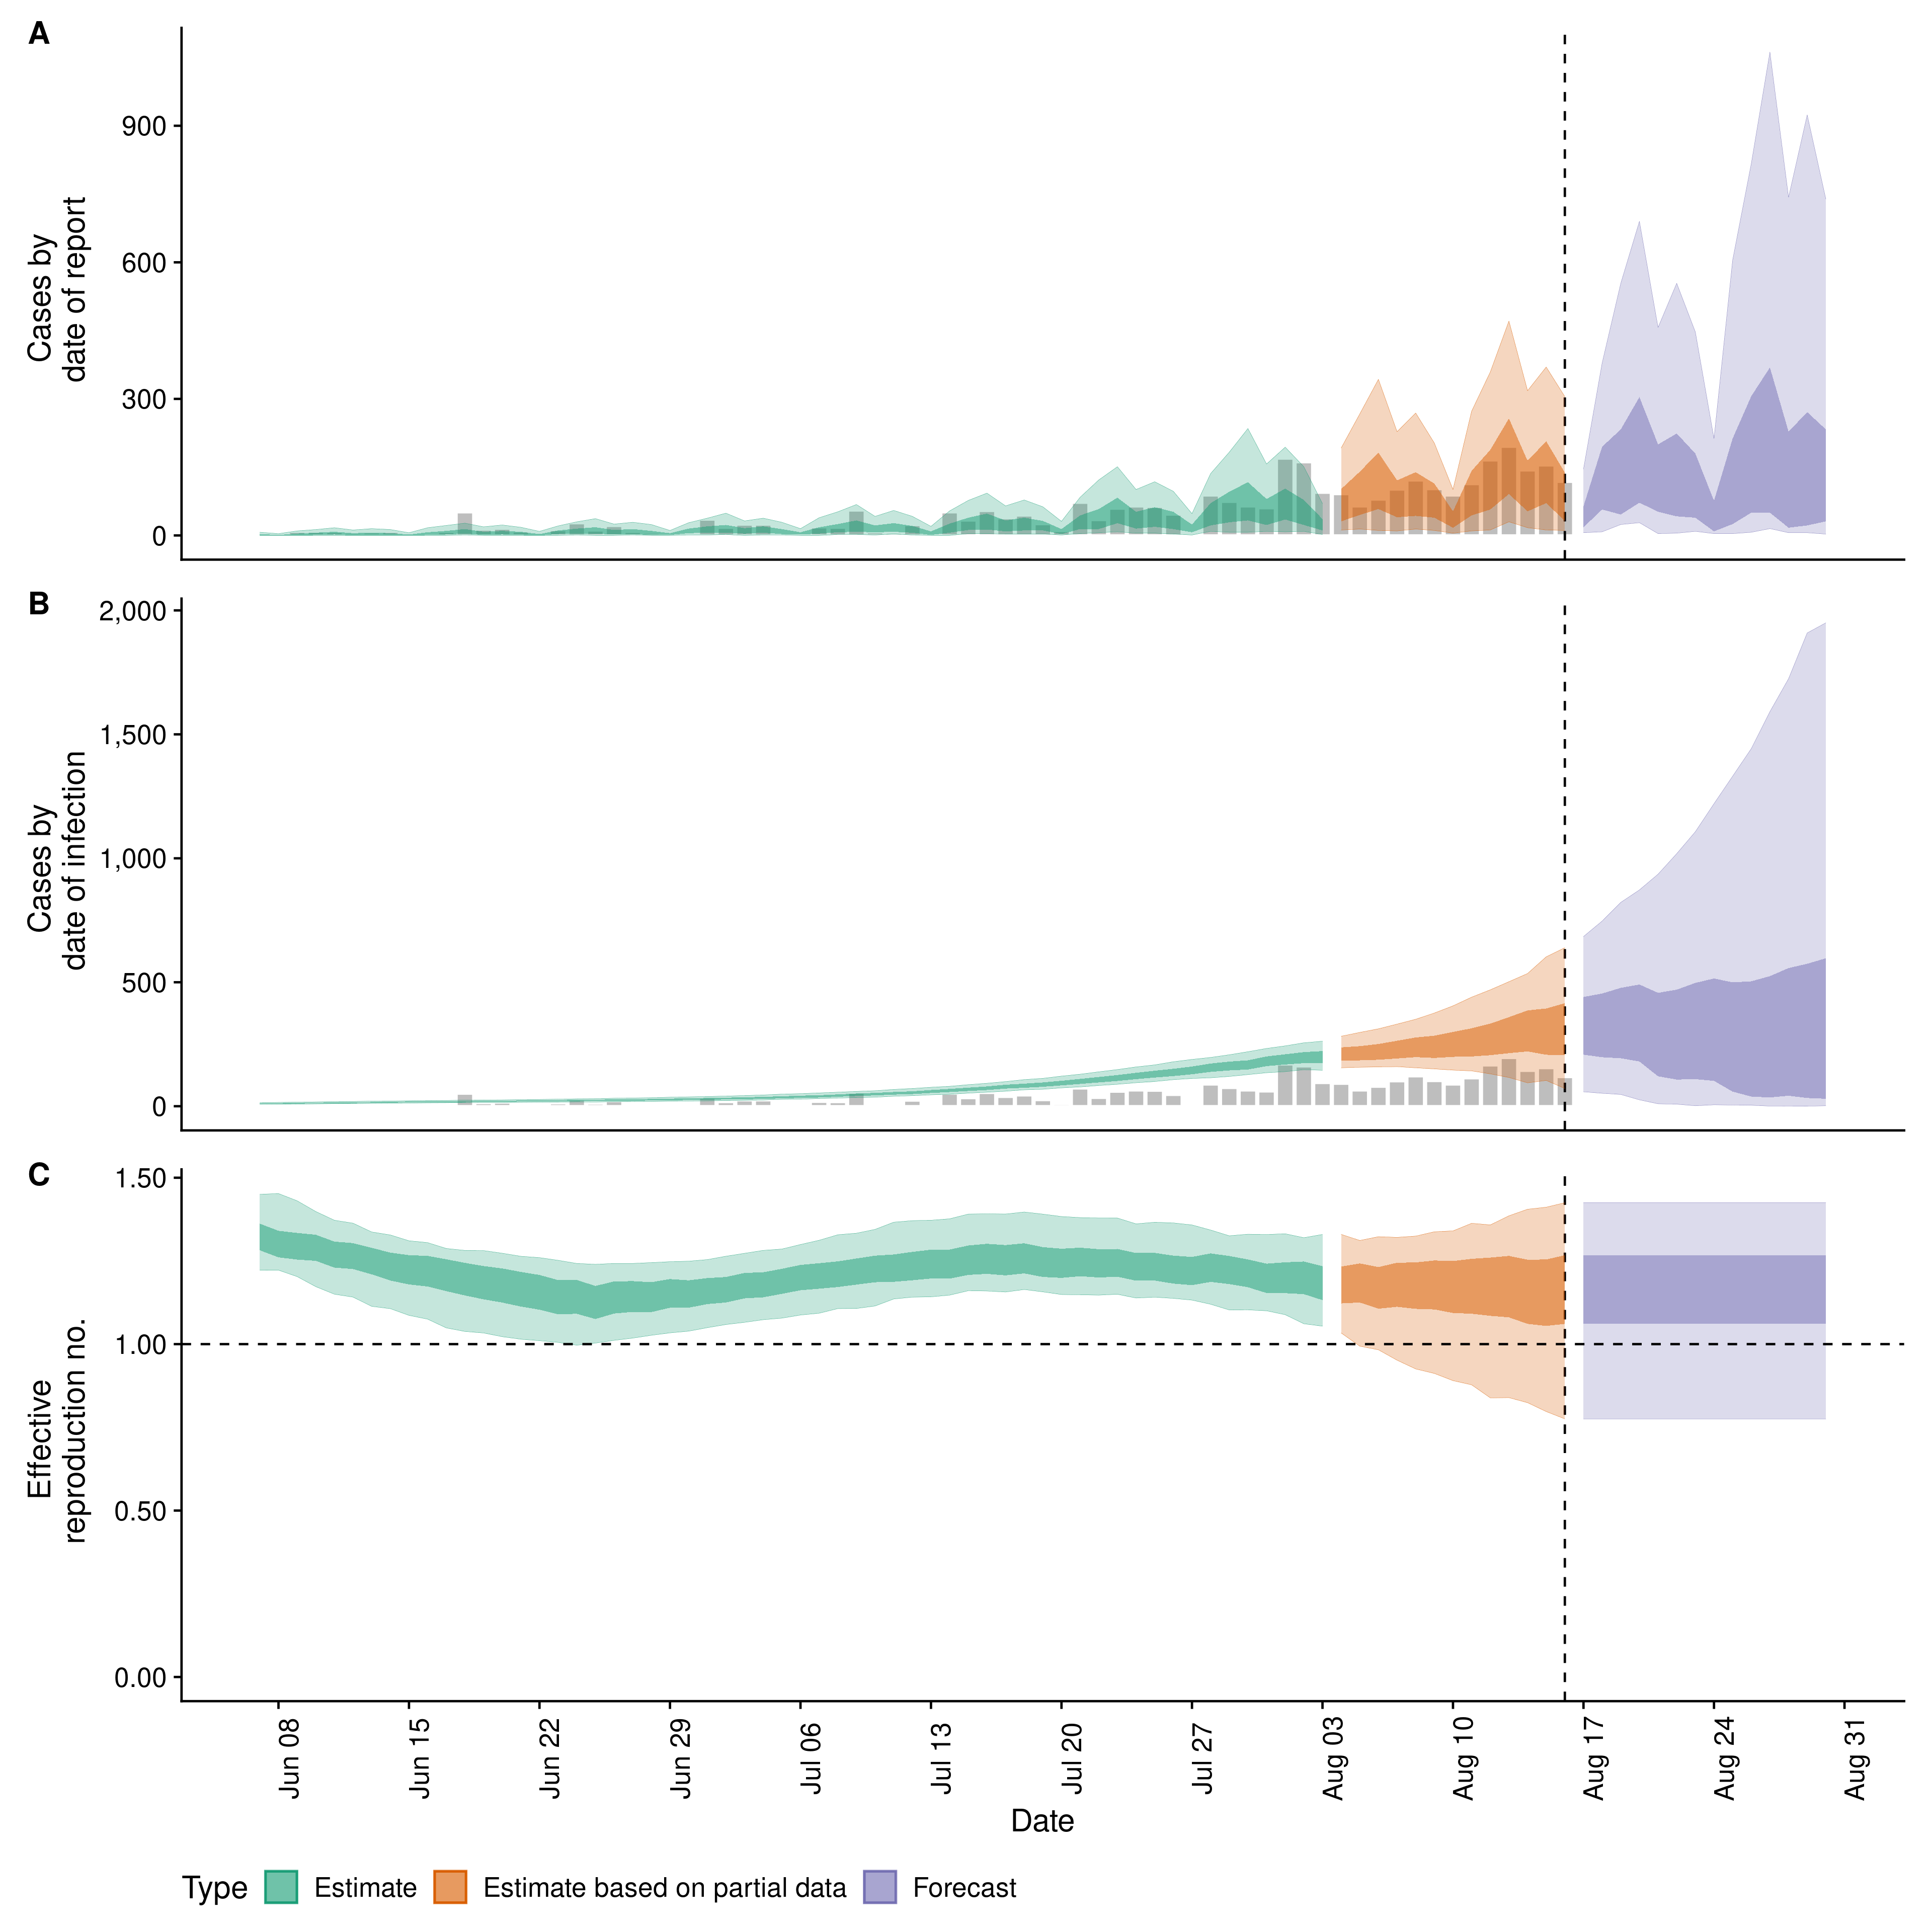 A
Cases by
date of report
900
600
300
0
B
Cases by
date of infection
2,000
1,500
1,000
500
0
C
Effective
reproduction no.
1.50
1.00
0.50
0.00
Jun 08
Jun 15
Jun 22
Jun 29
Jul 06
Jul 13
Jul 20
Jul 27
Aug 03
Aug 10
Aug 17
Aug 24
Aug 31
Date
Type
Estimate
Estimate based on partial data
Forecast